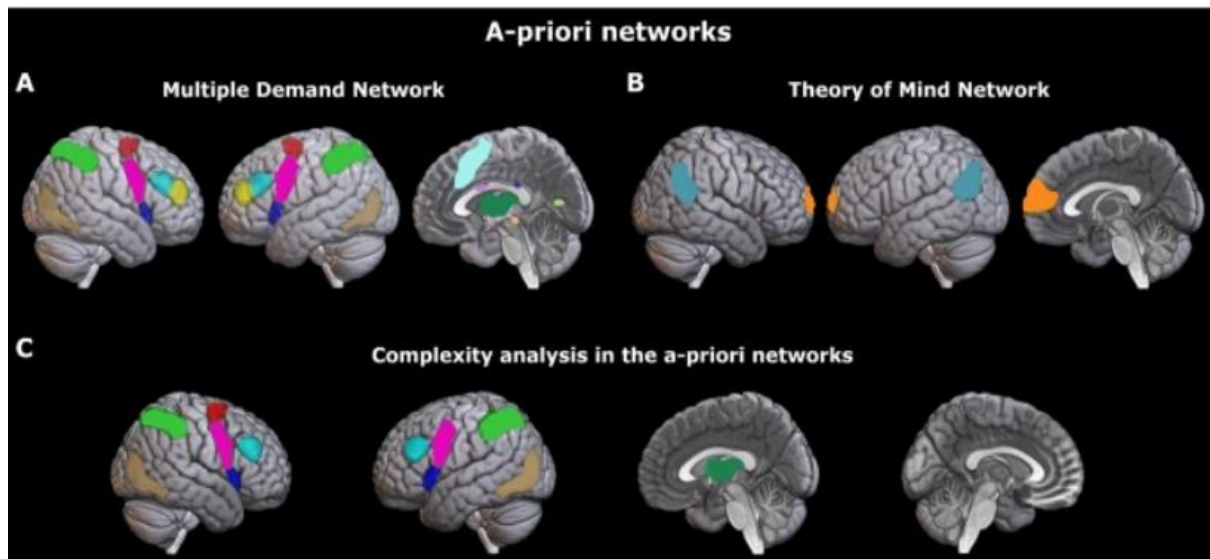 A-priori networks
A
Multiple Demand Network
B
Theory of Mind Network
C
Complexity analysis in the a-priori networks